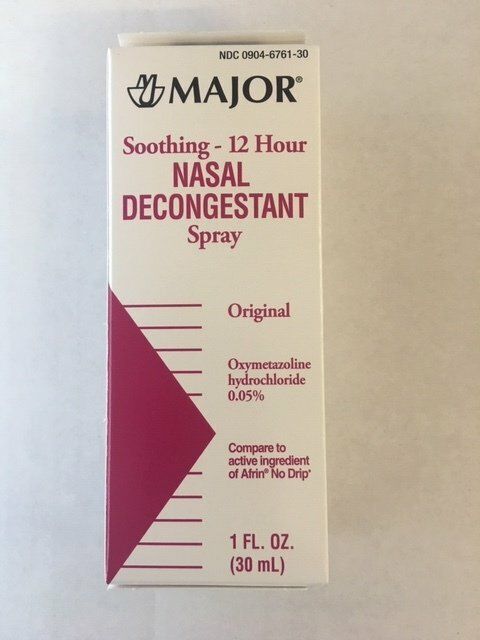 NDC 0904-6761-30
MAJOR®
Soothing - 12 Hour
NASAL
DECONGESTANT
Spray
Original
Oxymetazoline
hydrochloride
0.05%
Compare to
active ingredient
of Afrin® No Drip*
1 FL. OZ.
(30 mL)